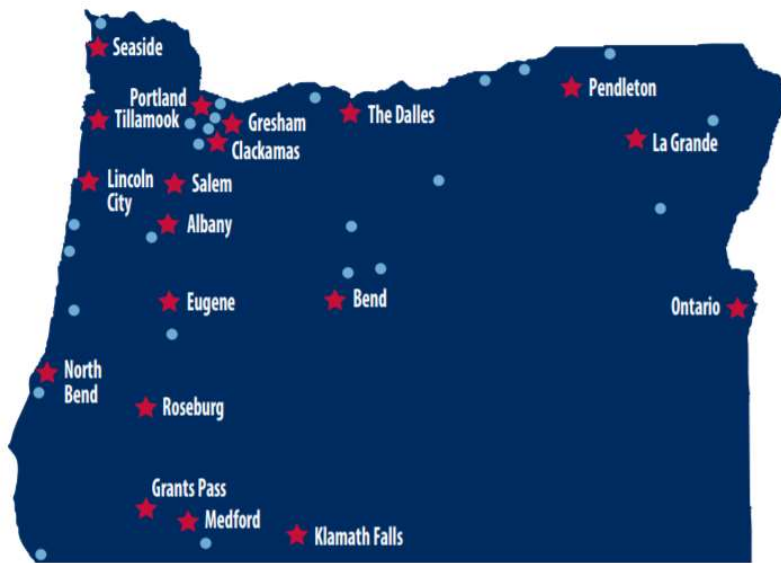 Seaside
Portland
Tillamook
Gresham
Clackamas
The Dalles
Pendleton
La Grande
Lincoln
City
Salem
Albany
Eugene
Bend
Ontario
North
Bend
Roseburg
Grants Pass
Medford
Klamath Falls